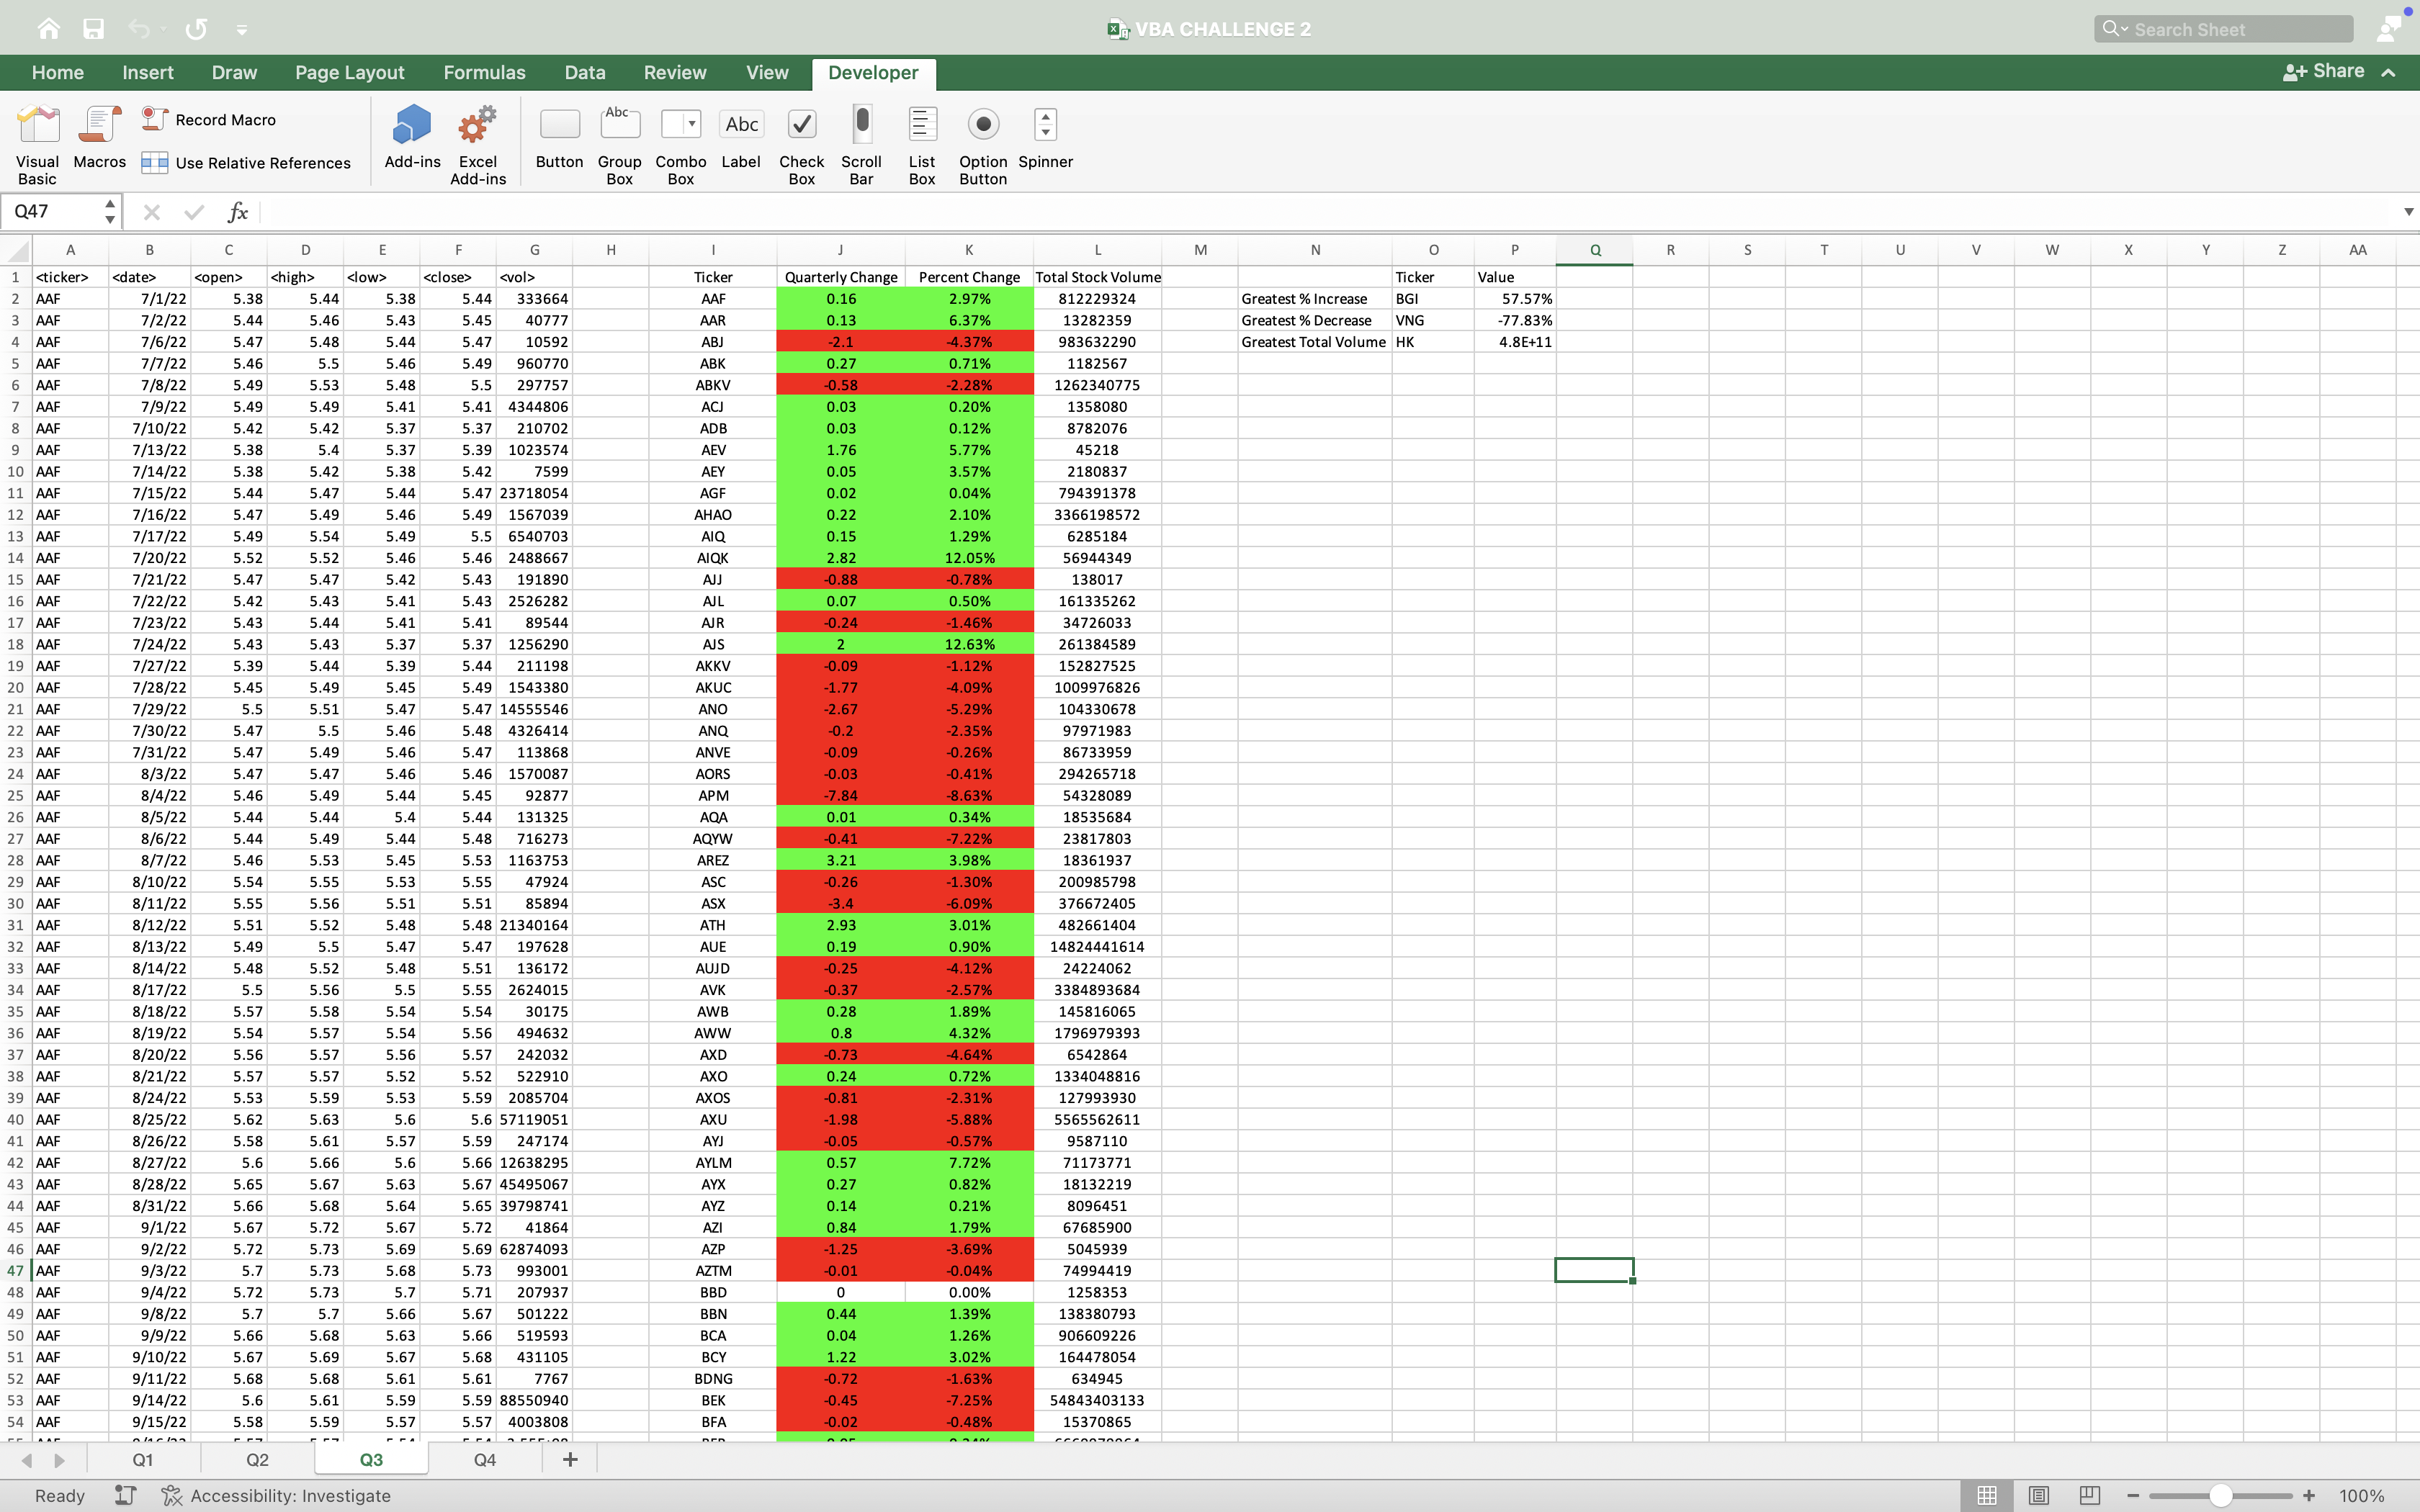 VBA CHALLENGE 2
Search Sheet
Home Insert Draw Page Layout Formulas Data Review View Developer Share
Visual Basic Macros Record Macro Use Relative References Add-ins Excel Add-ins Abc Abc Button Group Box Combo Box Label Check Box Scroll Bar List Box Option Button Spinner
Q47 fx
A B C D E F G H I J K L M N O P Q R S T U V W X Y Z AA
1 <ticker> <date> <open> <high> <low> <close> <vol> Ticker Quarterly Change Percent Change Total Stock Volume Ticker Value
2 AAF 7/1/22 5.38 5.44 5.38 5.44 333664 AAF 0.16 2.97% 812229324 Greatest % Increase BGI 57.57%
3 AAF 7/2/22 5.44 5.46 5.43 5.45 40777 AAR 0.13 6.37% 13282359 Greatest % Decrease VNG -77.83%
4 AAF 7/6/22 5.47 5.48 5.44 5.47 10592 ABJ -2.1 -4.37% 983632290 Greatest Total Volume HK 4.8E+11
5 AAF 7/7/22 5.46 5.5 5.46 5.49 960770 ABK 0.27 0.71% 1182567
6 AAF 7/8/22 5.49 5.53 5.48 5.5 297757 ABKV -0.58 -2.28% 1262340775
7 AAF 7/9/22 5.49 5.49 5.41 5.41 4344806 ACJ 0.03 0.20% 1358080
8 AAF 7/10/22 5.42 5.42 5.37 5.37 210702 ADB 0.03 0.12% 8782076
9 AAF 7/13/22 5.38 5.4 5.37 5.39 1023574 AEV 1.76 5.77% 45218
10 AAF 7/14/22 5.38 5.42 5.38 5.42 7599 AEY 0.05 3.57% 2180837
11 AAF 7/15/22 5.44 5.47 5.44 5.47 23718054 AGF 0.02 0.04% 794391378
12 AAF 7/16/22 5.47 5.49 5.46 5.49 1567039 AHAO 0.22 2.10% 3366198572
13 AAF 7/17/22 5.49 5.54 5.49 5.5 6540703 AIQ 0.15 1.29% 6285184
14 AAF 7/20/22 5.52 5.52 5.46 5.46 2488667 AIQK 2.82 12.05% 56944349
15 AAF 7/21/22 5.47 5.47 5.42 5.43 191890 AJJ -0.88 -0.78% 138017
16 AAF 7/22/22 5.42 5.43 5.41 5.43 2526282 AJL 0.07 0.50% 161335262
17 AAF 7/23/22 5.43 5.44 5.41 5.41 89544 AJR -0.24 -1.46% 34726033
18 AAF 7/24/22 5.43 5.43 5.37 5.37 1256290 AJS 2 12.63% 261384589
19 AAF 7/27/22 5.39 5.44 5.39 5.44 211198 AKKV -0.09 -1.12% 152827525
20 AAF 7/28/22 5.45 5.49 5.45 5.49 1543380 AKUC -1.77 -4.09% 1009976826
21 AAF 7/29/22 5.5 5.51 5.47 5.47 14555546 ANO -2.67 -5.29% 104330678
22 AAF 7/30/22 5.47 5.5 5.46 5.48 4326414 ANQ -0.2 -2.35% 97971983
23 AAF 7/31/22 5.47 5.49 5.46 5.47 113868 ANVE -0.09 -0.26% 86733959
24 AAF 8/3/22 5.47 5.47 5.46 5.46 1570087 AORS -0.03 -0.41% 294265718
25 AAF 8/4/22 5.46 5.49 5.44 5.45 92877 APM -7.84 -8.63% 54328089
26 AAF 8/5/22 5.44 5.44 5.4 5.44 131325 AQA 0.01 0.34% 18535684
27 AAF 8/6/22 5.44 5.49 5.44 5.48 716273 AQYW -0.41 -7.22% 23817803
28 AAF 8/7/22 5.46 5.53 5.45 5.53 1163753 AREZ 3.21 3.98% 18361937
29 AAF 8/10/22 5.54 5.55 5.53 5.55 47924 ASC -0.26 -1.30% 200985798
30 AAF 8/11/22 5.55 5.56 5.51 5.51 85894 ASX -3.4 -6.09% 376672405
31 AAF 8/12/22 5.51 5.52 5.48 5.48 21340164 ATH 2.93 3.01% 482661404
32 AAF 8/13/22 5.49 5.5 5.47 5.47 197628 AUE 0.19 0.90% 14824441614
33 AAF 8/14/22 5.48 5.52 5.48 5.51 136172 AUJD -0.25 -4.12% 24224062
34 AAF 8/17/22 5.5 5.56 5.5 5.55 2624015 AVK -0.37 -2.57% 3384893684
35 AAF 8/18/22 5.57 5.58 5.54 5.54 30175 AWB 0.28 1.89% 145816065
36 AAF 8/19/22 5.54 5.57 5.54 5.56 494632 AWW 0.8 4.32% 1796979393
37 AAF 8/20/22 5.56 5.57 5.56 5.57 242032 AXD -0.73 -4.64% 6542864
38 AAF 8/21/22 5.57 5.57 5.52 5.52 522910 AXO 0.24 0.72% 1334048816
39 AAF 8/24/22 5.53 5.59 5.53 5.59 2085704 AXOS -0.81 -2.31% 127993930
40 AAF 8/25/22 5.62 5.63 5.6 5.6 57119051 AXU -1.98 -5.88% 5565562611
41 AAF 8/26/22 5.58 5.61 5.57 5.59 247174 AYJ -0.05 -0.57% 9587110
42 AAF 8/27/22 5.6 5.66 5.6 5.66 12638295 AYLM 0.57 7.72% 71173771
43 AAF 8/28/22 5.65 5.67 5.63 5.67 45495067 AYX 0.27 0.82% 18132219
44 AAF 8/31/22 5.66 5.68 5.64 5.65 39798741 AYZ 0.14 0.21% 8096451
45 AAF 9/1/22 5.67 5.72 5.67 5.72 41864 AZI 0.84 1.79% 67685900
46 AAF 9/2/22 5.72 5.73 5.69 5.69 62874093 AZP -1.25 -3.69% 5045939
47 AAF 9/3/22 5.7 5.73 5.68 5.73 993001 AZTM -0.01 -0.04% 74994419
48 AAF 9/4/22 5.72 5.73 5.7 5.71 207937 BBD 0 0.00% 1258353
49 AAF 9/8/22 5.7 5.7 5.66 5.67 501222 BBN 0.44 1.39% 138380793
50 AAF 9/9/22 5.66 5.68 5.63 5.66 519593 BCA 0.04 1.26% 906609226
51 AAF 9/10/22 5.67 5.69 5.67 5.68 431105 BCY 1.22 3.02% 164478054
52 AAF 9/11/22 5.68 5.68 5.61 5.61 7767 BDNG -0.72 -1.63% 634945
53 AAF 9/14/22 5.6 5.61 5.59 5.59 88550940 BEK -0.45 -7.25% 54843403133
54 AAF 9/15/22 5.58 5.59 5.57 5.57 4003808 BFA -0.02 -0.48% 15370865
Q1 Q2 Q3 Q4 +
Ready Accessibility: Investigate 100%